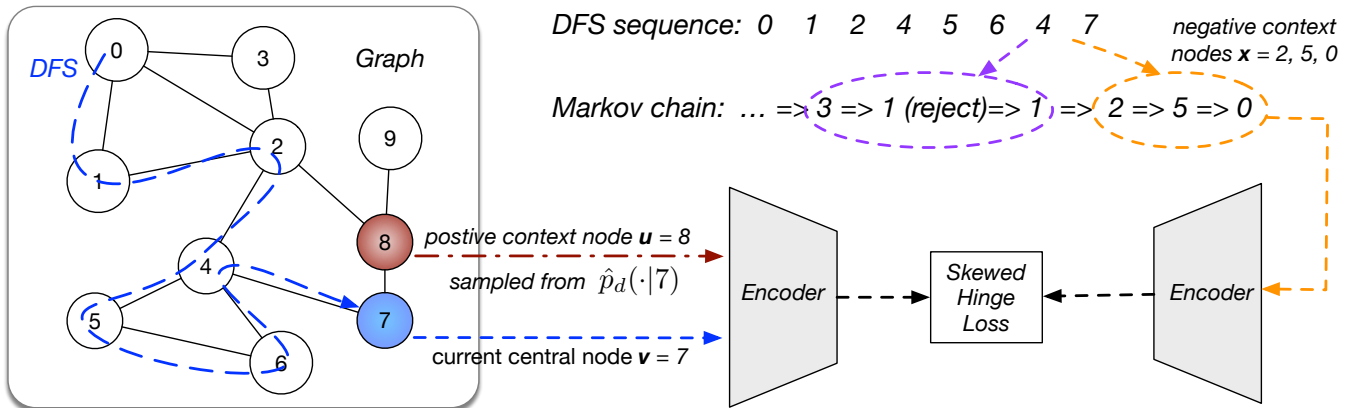 DFS sequence: 0 1 2 4 5 6 4 7
negative context
nodes x = 2, 5, 0
Markov chain: ... => 3 => 1 (reject)=> 1 => 2 => 5 => 0
Graph
DFS
0
3
9
2
1
8
4
7
5
6
postive context node u = 8
sampled from p̂_d(·|7)
current central node v = 7
Encoder
Skewed
Hinge
Loss
Encoder